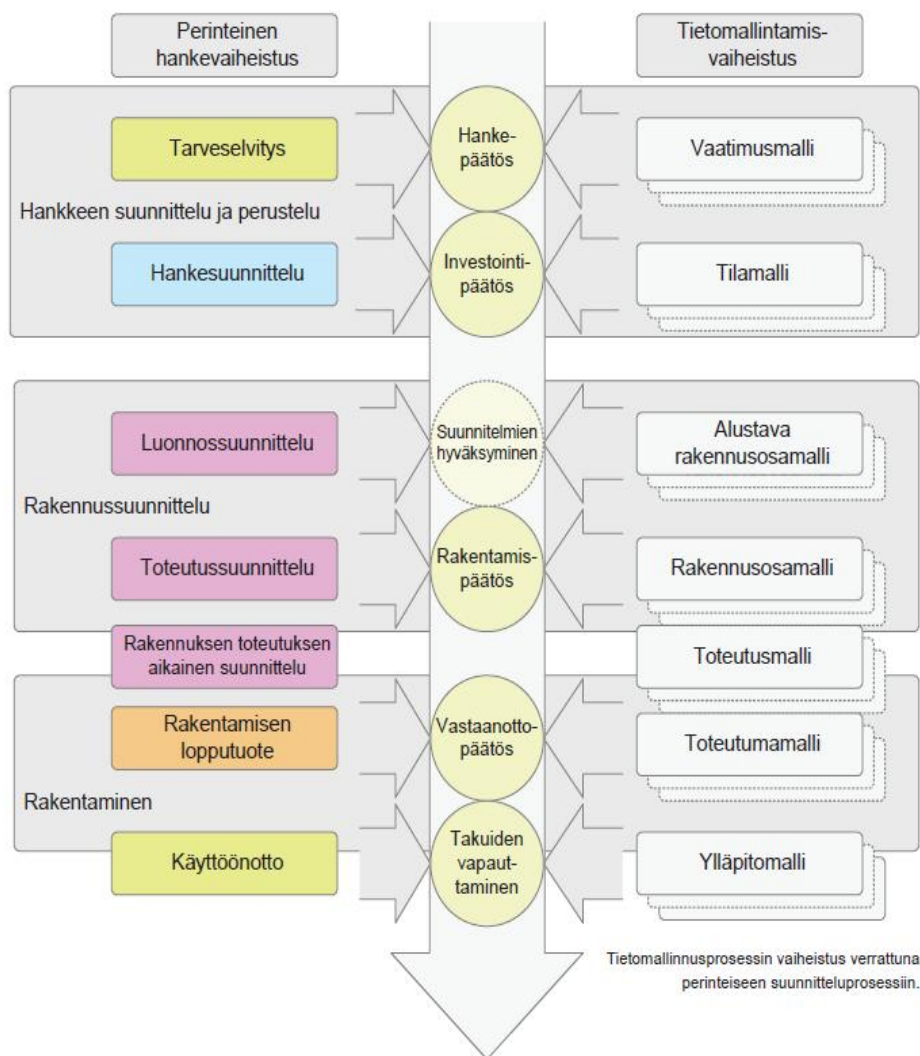 Perinteinen
hankevaiheistus
Tietomallintamis-
vaiheistus
Tarveselvitys
Hanke-
päätös
Vaatimusmalli
Hankkeen suunnittelu ja perustelu
Hankesuunnittelu
Investointi-
päätös
Tilamalli
Luonnossuunnittelu
Suunnitelmien
hyväksyminen
Alustava
rakennusosamalli
Rakennussuunnittelu
Toteutussuunnittelu
Rakentamis-
päätös
Rakennusosamalli
Rakennuksen toteutuksen
aikainen suunnittelu
Toteutusmalli
Rakentamisen
lopputuote
Vastaanotto-
päätös
Toteutumamalli
Rakentaminen
Käyttöönotto
Takuiden
vapaut-
taminen
Ylläpitomalli
Tietomallinnusprosessin vaiheistus verrattuna
perinteiseen suunnitteluprosessiin.